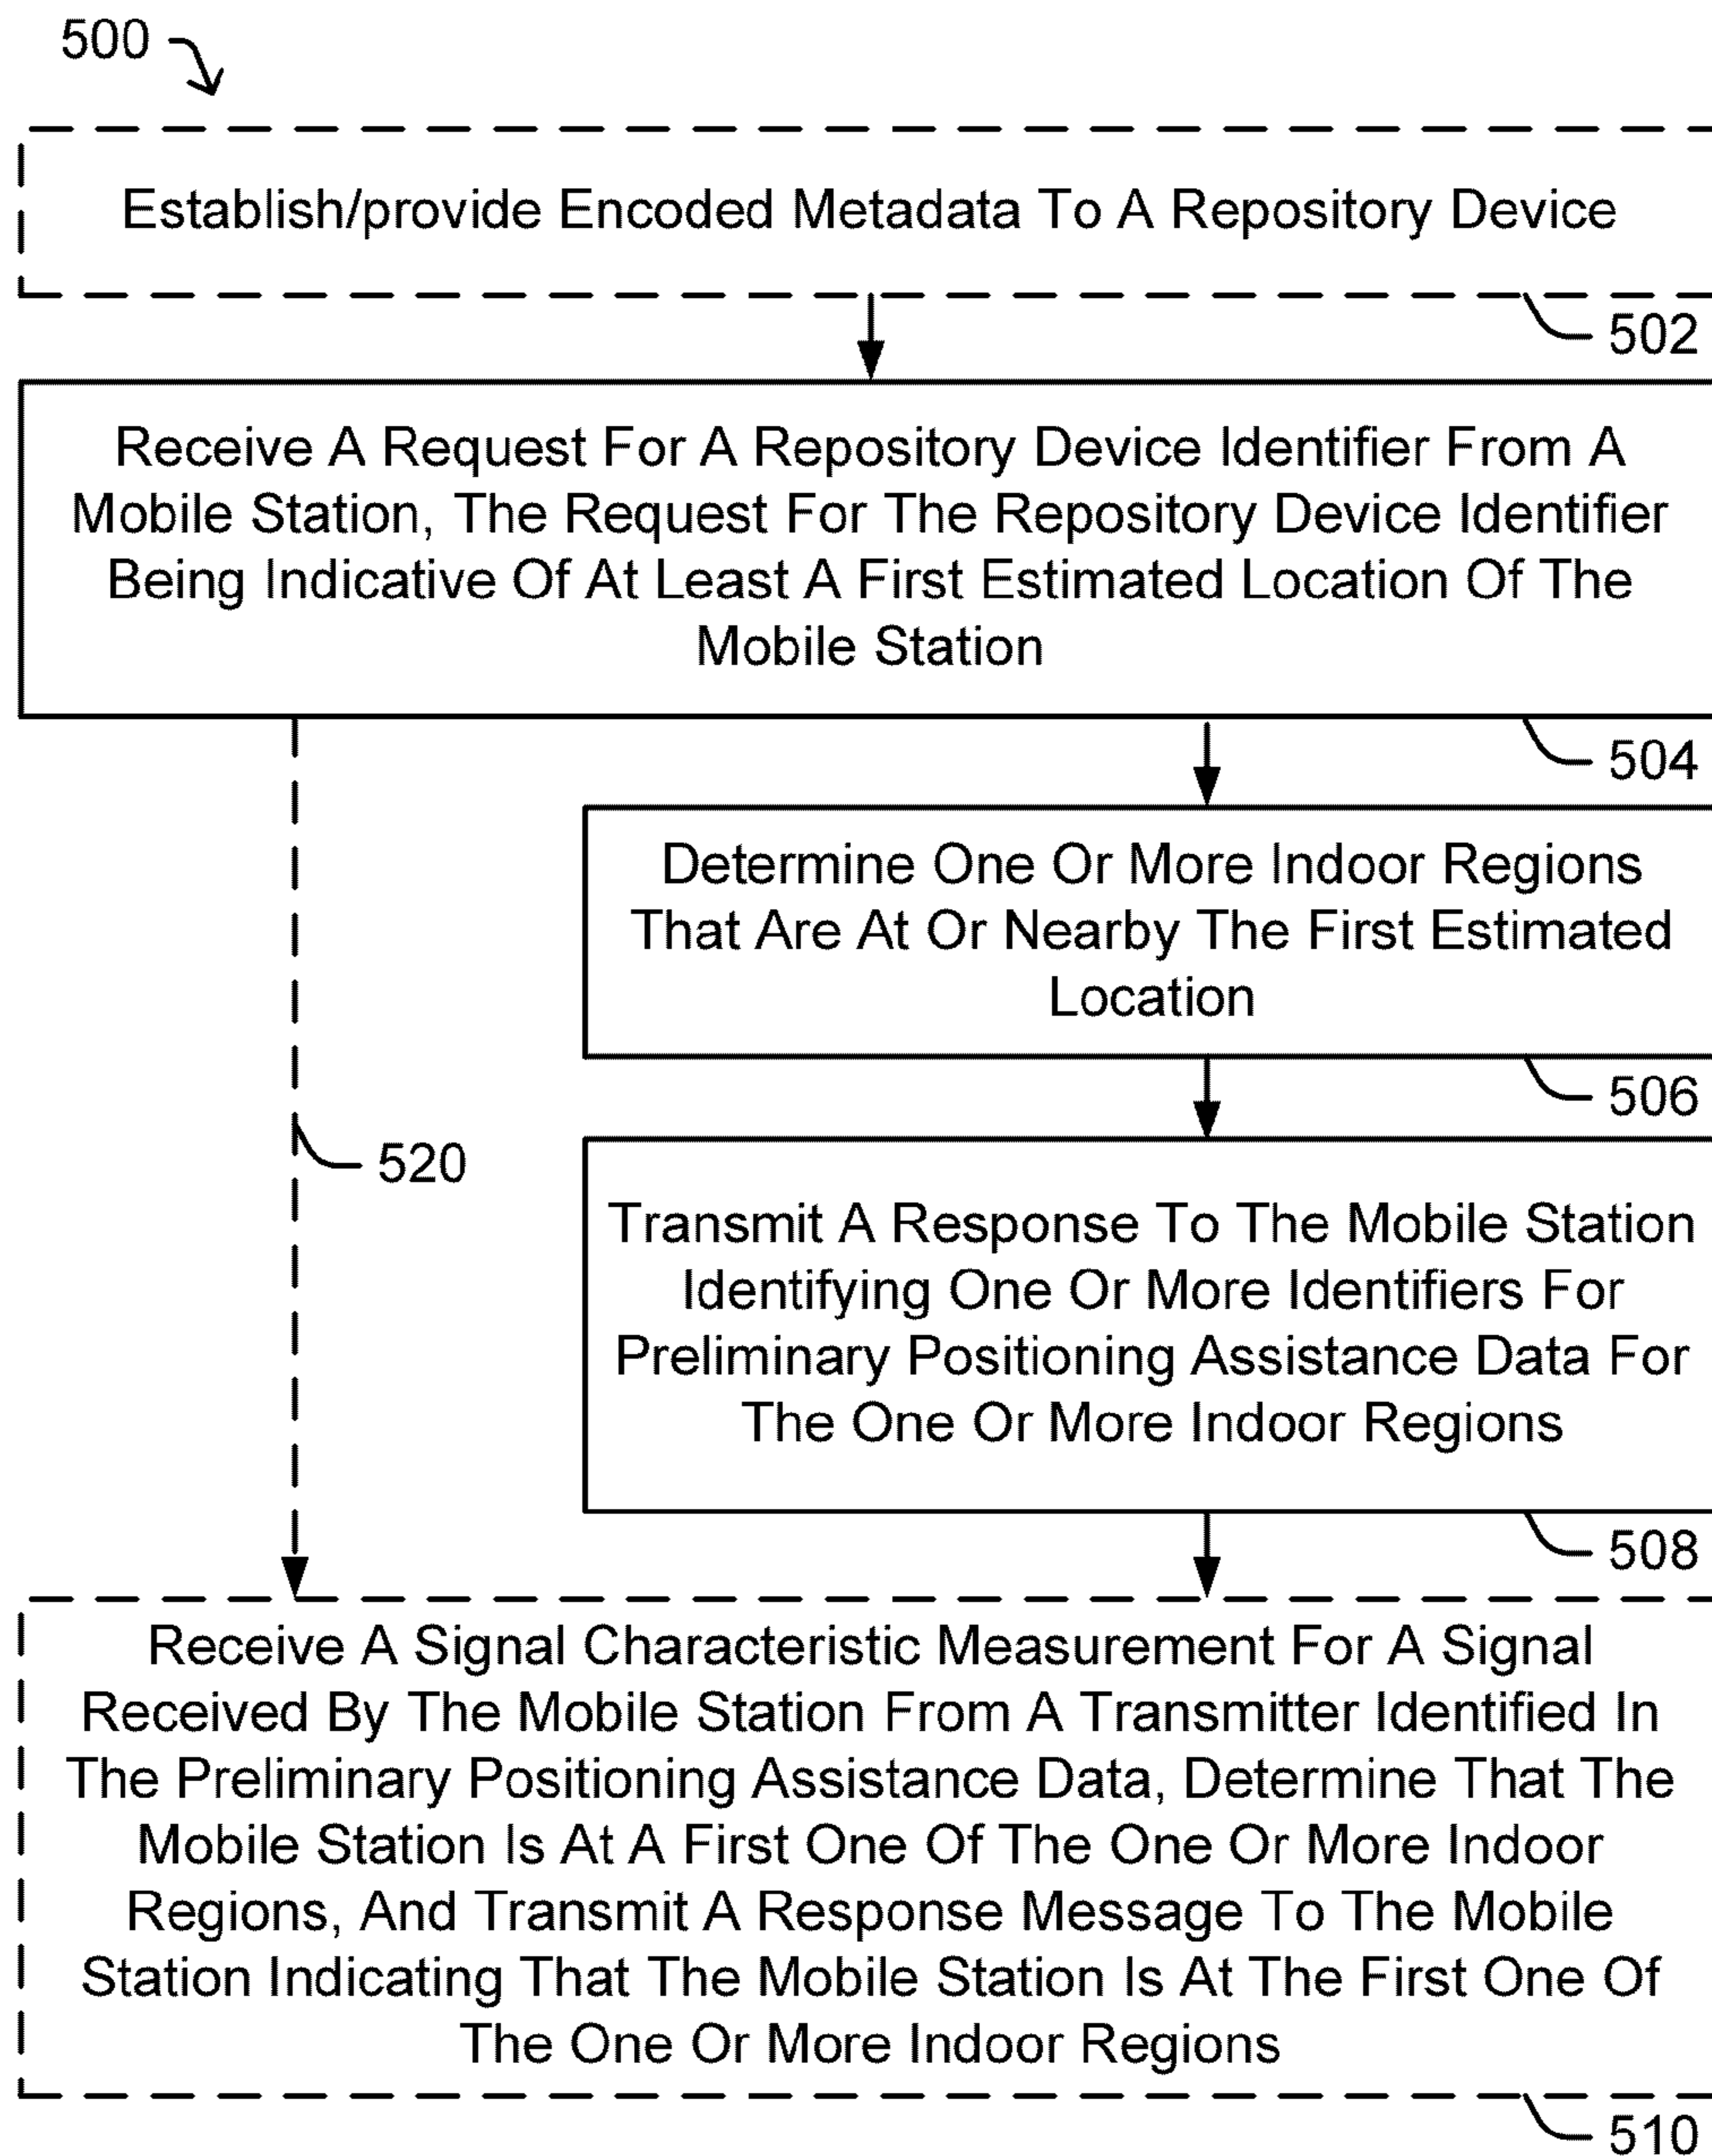 500
Establish/provide Encoded Metadata To A Repository Device
502
Receive A Request For A Repository Device Identifier From A
Mobile Station, The Request For The Repository Device Identifier
Being Indicative Of At Least A First Estimated Location Of The
Mobile Station
504
Determine One Or More Indoor Regions
That Are At Or Nearby The First Estimated
Location
506
520
Transmit A Response To The Mobile Station
Identifying One Or More Identifiers For
Preliminary Positioning Assistance Data For
The One Or More Indoor Regions
508
Receive A Signal Characteristic Measurement For A Signal
Received By The Mobile Station From A Transmitter Identified In
The Preliminary Positioning Assistance Data, Determine That The
Mobile Station Is At A First One Of The One Or More Indoor
Regions, And Transmit A Response Message To The Mobile
Station Indicating That The Mobile Station Is At The First One Of
The One Or More Indoor Regions
510